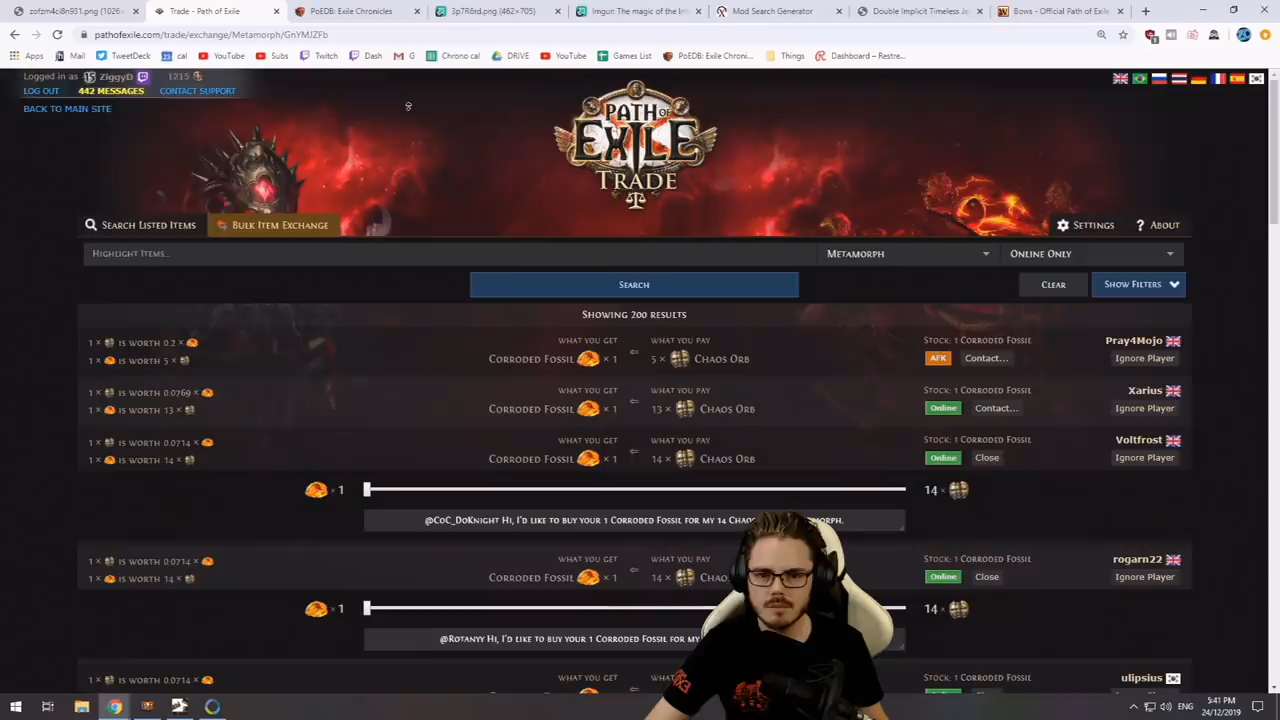 zofzm4ci8n931.png (1026×
Trade - Path of Exile
PoEDB: Exile Chronicles
3p7R6ed.png (462×705)
Imgur: The magic of the Int
Mod Search Generator
Double Implicit Timeless Je
Bows - Official Path of Exile
pathofexile.com/trade/exchange/Metamorph/GnYMJZFb
Apps Mail TweetDeck YouTube Subs Twitch Dash G Chrono cal DRIVE YouTube Games List PoEDB: Exile Chroni... Things Dashboard -- Restre...
Logged in as ZiggyD 1215
LOG OUT 442 MESSAGES CONTACT SUPPORT
BACK TO MAIN SITE
PATH OF
EXILE
TRADE
SEARCH LISTED ITEMS BULK ITEM EXCHANGE SETTINGS ? ABOUT
HIGHLIGHT ITEMS... METAMORPH ONLINE ONLY
SEARCH CLEAR SHOW FILTERS
SHOWING 200 RESULTS
WHAT YOU GET WHAT YOU PAY STOCK: 1 CORRODED FOSSIL Pray4Mojo
1 × IS WORTH 0.2 ×
1 × IS WORTH 5 × CORRODED FOSSIL × 1 5 × CHAOS ORB AFK Contact... Ignore Player
WHAT YOU GET WHAT YOU PAY STOCK: 1 CORRODED FOSSIL Xarius
1 × IS WORTH 0.0769 ×
1 × IS WORTH 13 × CORRODED FOSSIL × 1 13 × CHAOS ORB Online Contact... Ignore Player
WHAT YOU GET WHAT YOU PAY STOCK: 1 CORRODED FOSSIL Voltfrost
1 × IS WORTH 0.0714 ×
1 × IS WORTH 14 × CORRODED FOSSIL × 1 14 × CHAOS ORB Online Close Ignore Player
× 1 14 ×
@COC_DOKNIGHT HI, I'D LIKE TO BUY YOUR 1 CORRODED FOSSIL FOR MY 14 CHAOS
WHAT YOU GET WHAT YOU PAY STOCK: 1 CORRODED FOSSIL rogarn22
1 × IS WORTH 0.0714 ×
1 × IS WORTH 14 × CORRODED FOSSIL × 1 14 × Online Close Ignore Player
× 1 14 ×
@ROTANYY HI, I'D LIKE TO BUY YOUR 1 CORRODED FOSSIL FOR MY
WHAT YOU GET WHAT YOU PAY STOCK: 1 CORRODED FOSSIL ulipsius
1 × IS WORTH 0.0714 ×
ENG
5:41 PM
24/12/2019